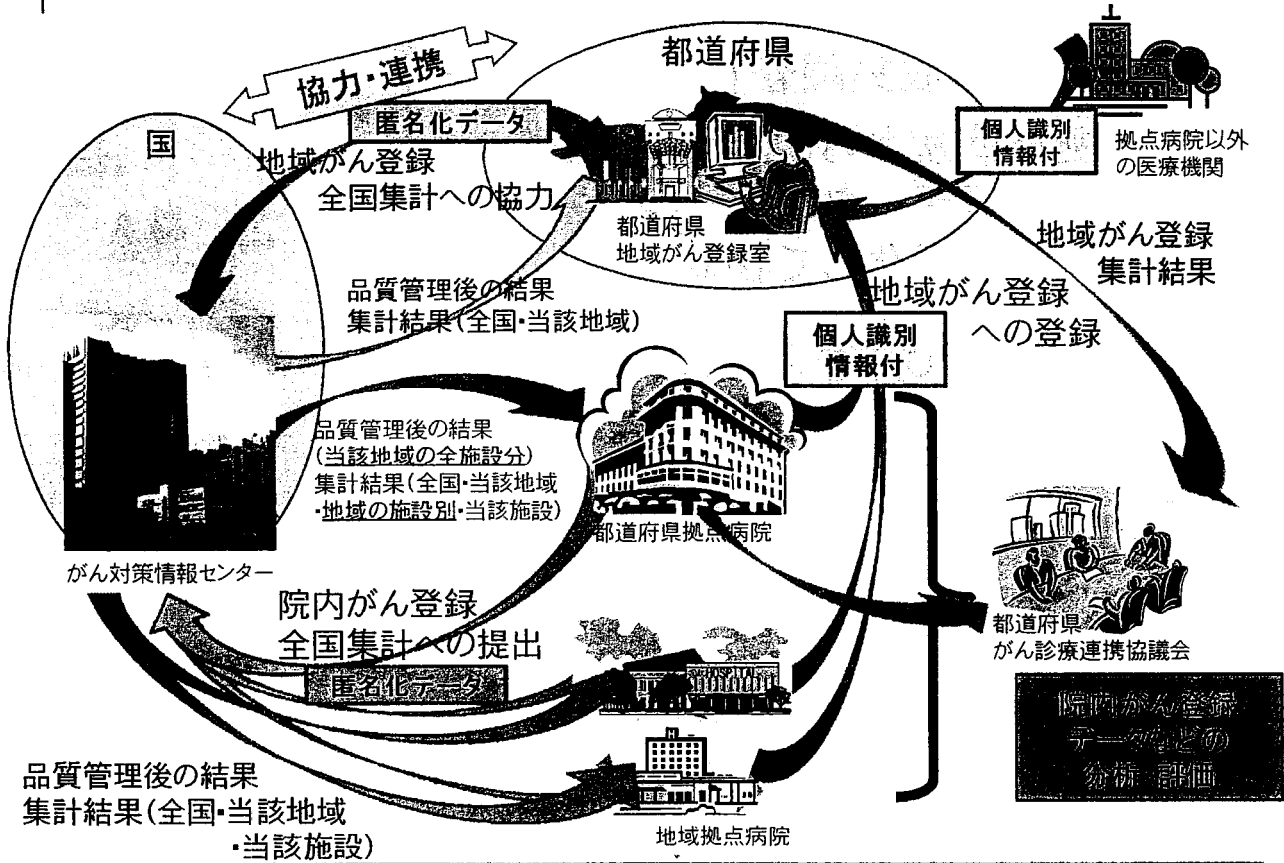 協力・連携
都道府県
国
匿名化データ
地域がん登録
全国集計への協力
個人識別
情報付
拠点病院以外
の医療機関
都道府県
地域がん登録室
地域がん登録
集計結果
品質管理後の結果
集計結果(全国・当該地域)
地域がん登録
への登録
個人識別
情報付
品質管理後の結果
(当該地域の全施設分)
集計結果(全国・当該地域
・地域の施設別・当該施設)
都道府県拠点病院
がん対策情報センター
院内がん登録
全国集計への提出
匿名化データ
HOSPITAL
都道府県
がん診療連携協議会
院内がん登録
データなどの
分析・評価
品質管理後の結果
集計結果(全国・当該地域
・当該施設)
地域拠点病院